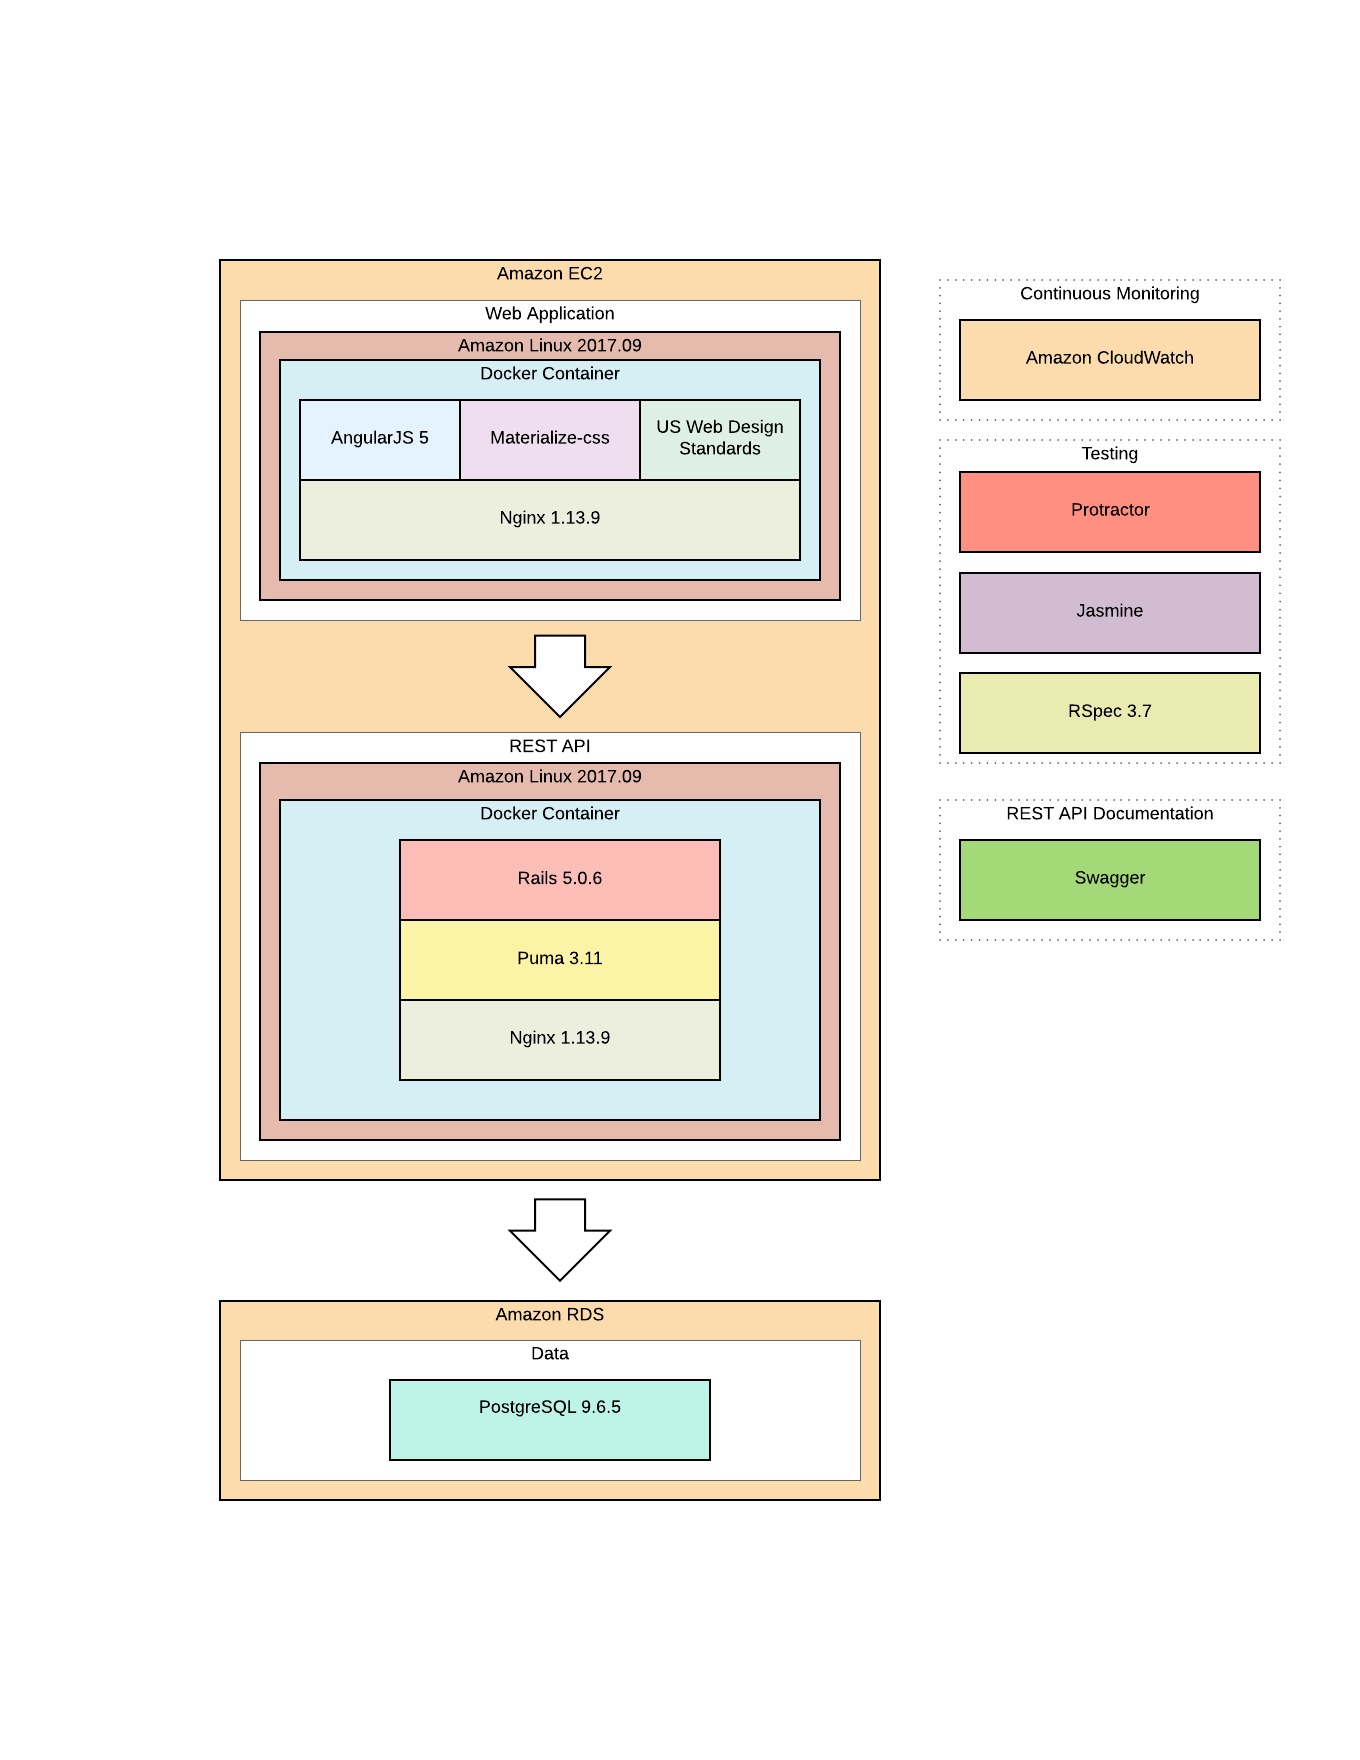 Amazon EC2
Web Application
Amazon Linux 2017.09
Docker Container
AngularJS 5
Materialize-css
US Web Design
Standards
Nginx 1.13.9
REST API
Amazon Linux 2017.09
Docker Container
Rails 5.0.6
Puma 3.11
Nginx 1.13.9
Amazon RDS
Data
PostgreSQL 9.6.5
Continuous Monitoring
Amazon CloudWatch
Testing
Protractor
Jasmine
RSpec 3.7
REST API Documentation
Swagger